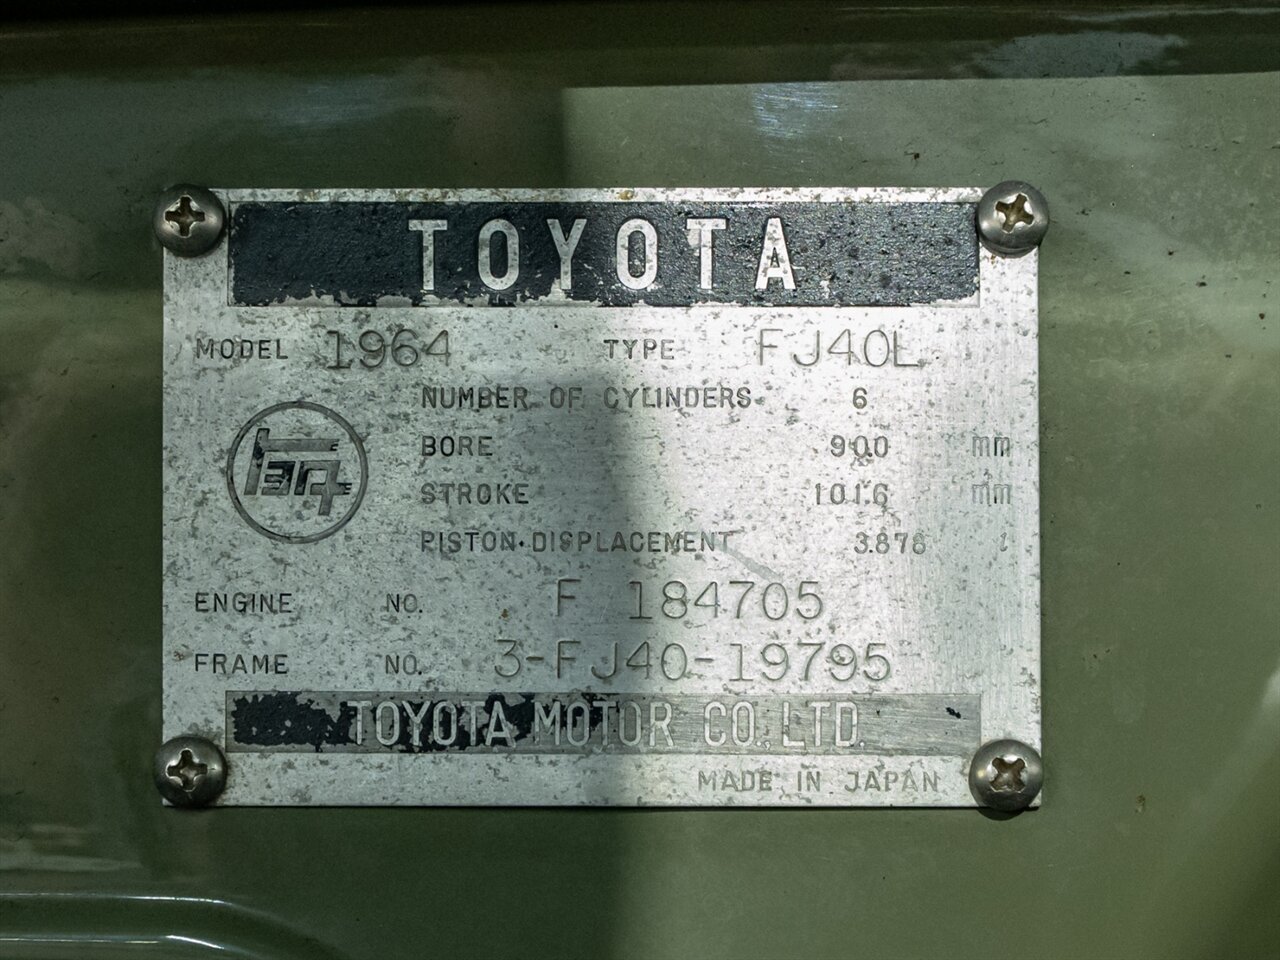 TOYOTA
MODEL 1964 TYPE FJ40L
NUMBER OF CYLINDERS 6
BORE 90.0 mm
STROKE 101.6 mm
PISTON DISPLACEMENT 3.878 l
TEQ
ENGINE NO. F 184705
FRAME NO. 3-FJ40-19795
TOYOTA MOTOR CO., LTD.
MADE IN JAPAN